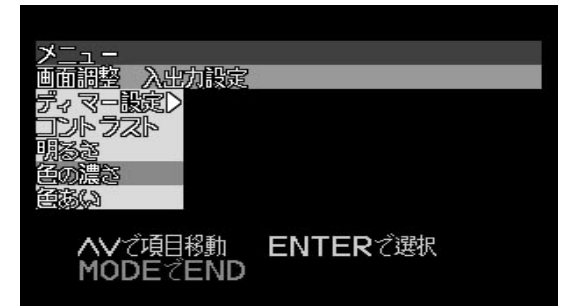 メニュー
画面調整 入出力設定
ディマー設定▷
コントラスト
明るさ
色の濃さ
色あい
∧∨で項目移動 ENTERで選択
MODEでEND